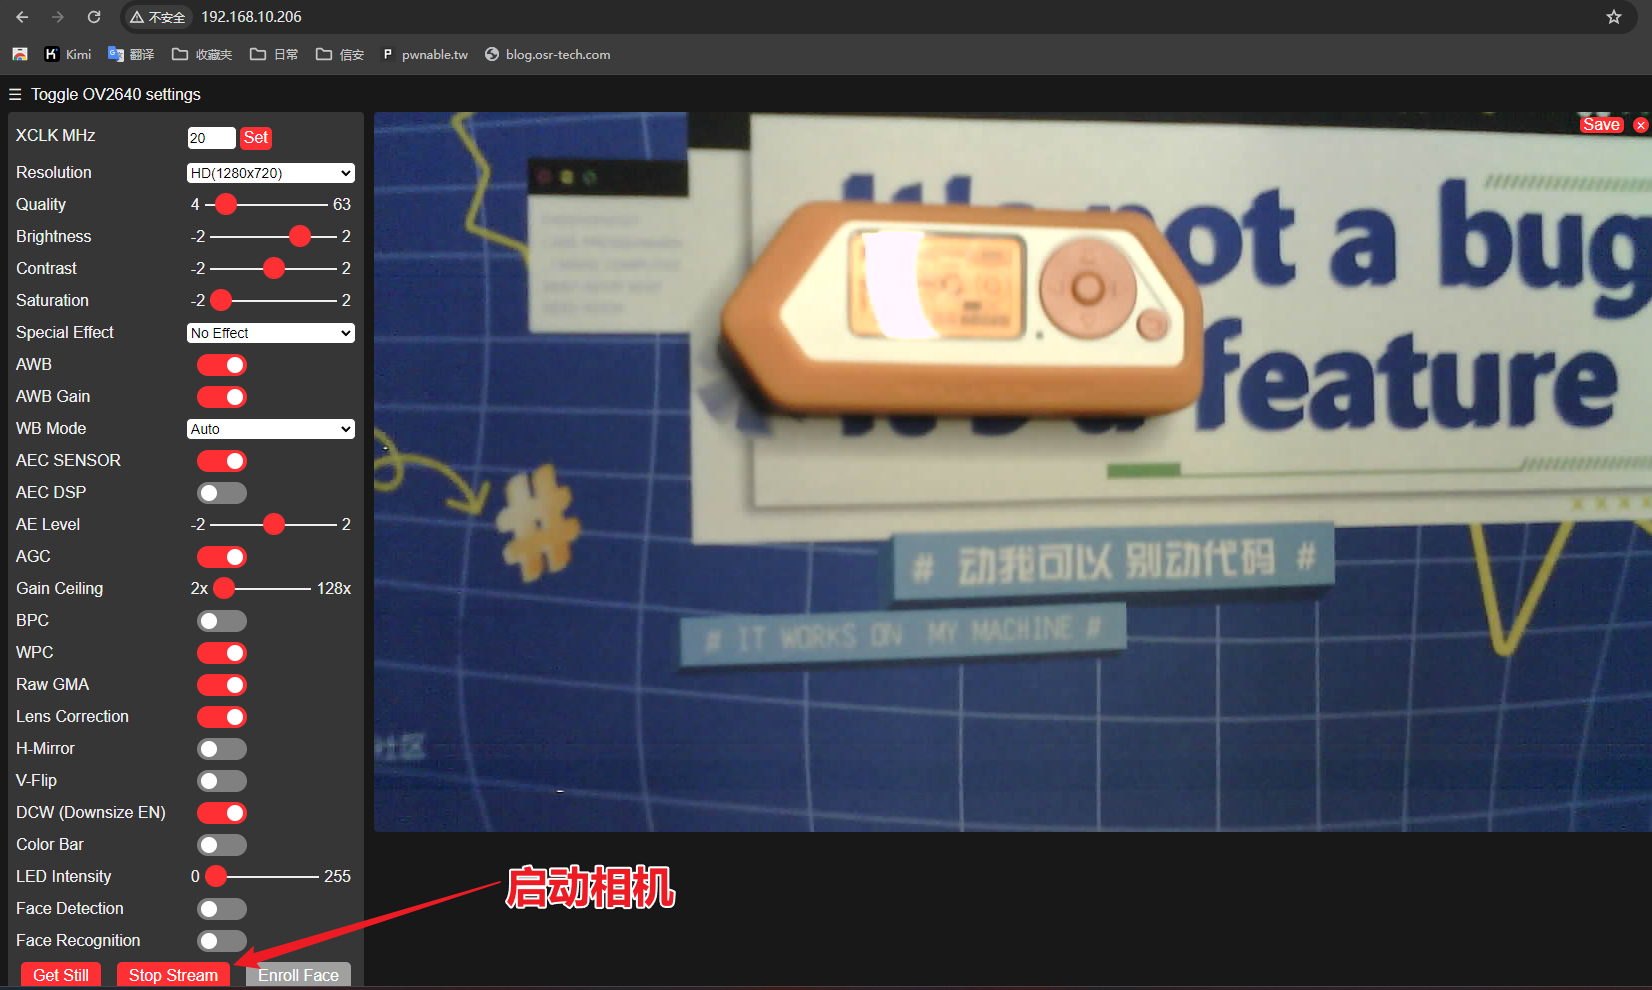 不安全 192.168.10.206
Kimi 翻译 收藏夹 日常 信安 pwnable.tw blog.osr-tech.com
☰ Toggle OV2640 settings
XCLK MHz 20 Set
Resolution HD(1280x720)
Quality 4 63
Brightness -2 2
Contrast -2 2
Saturation -2 2
Special Effect No Effect
AWB
AWB Gain
WB Mode Auto
AEC SENSOR
AEC DSP
AE Level -2 2
AGC
Gain Ceiling 2x 128x
BPC
WPC
Raw GMA
Lens Correction
H-Mirror
V-Flip
DCW (Downsize EN)
Color Bar
LED Intensity 0 255
Face Detection
Face Recognition
Get Still Stop Stream Enroll Face
Save
not a bug
feature
# 动我可以 别动代码 #
# IT WORKS ON MY MACHINE #
社区
启动相机